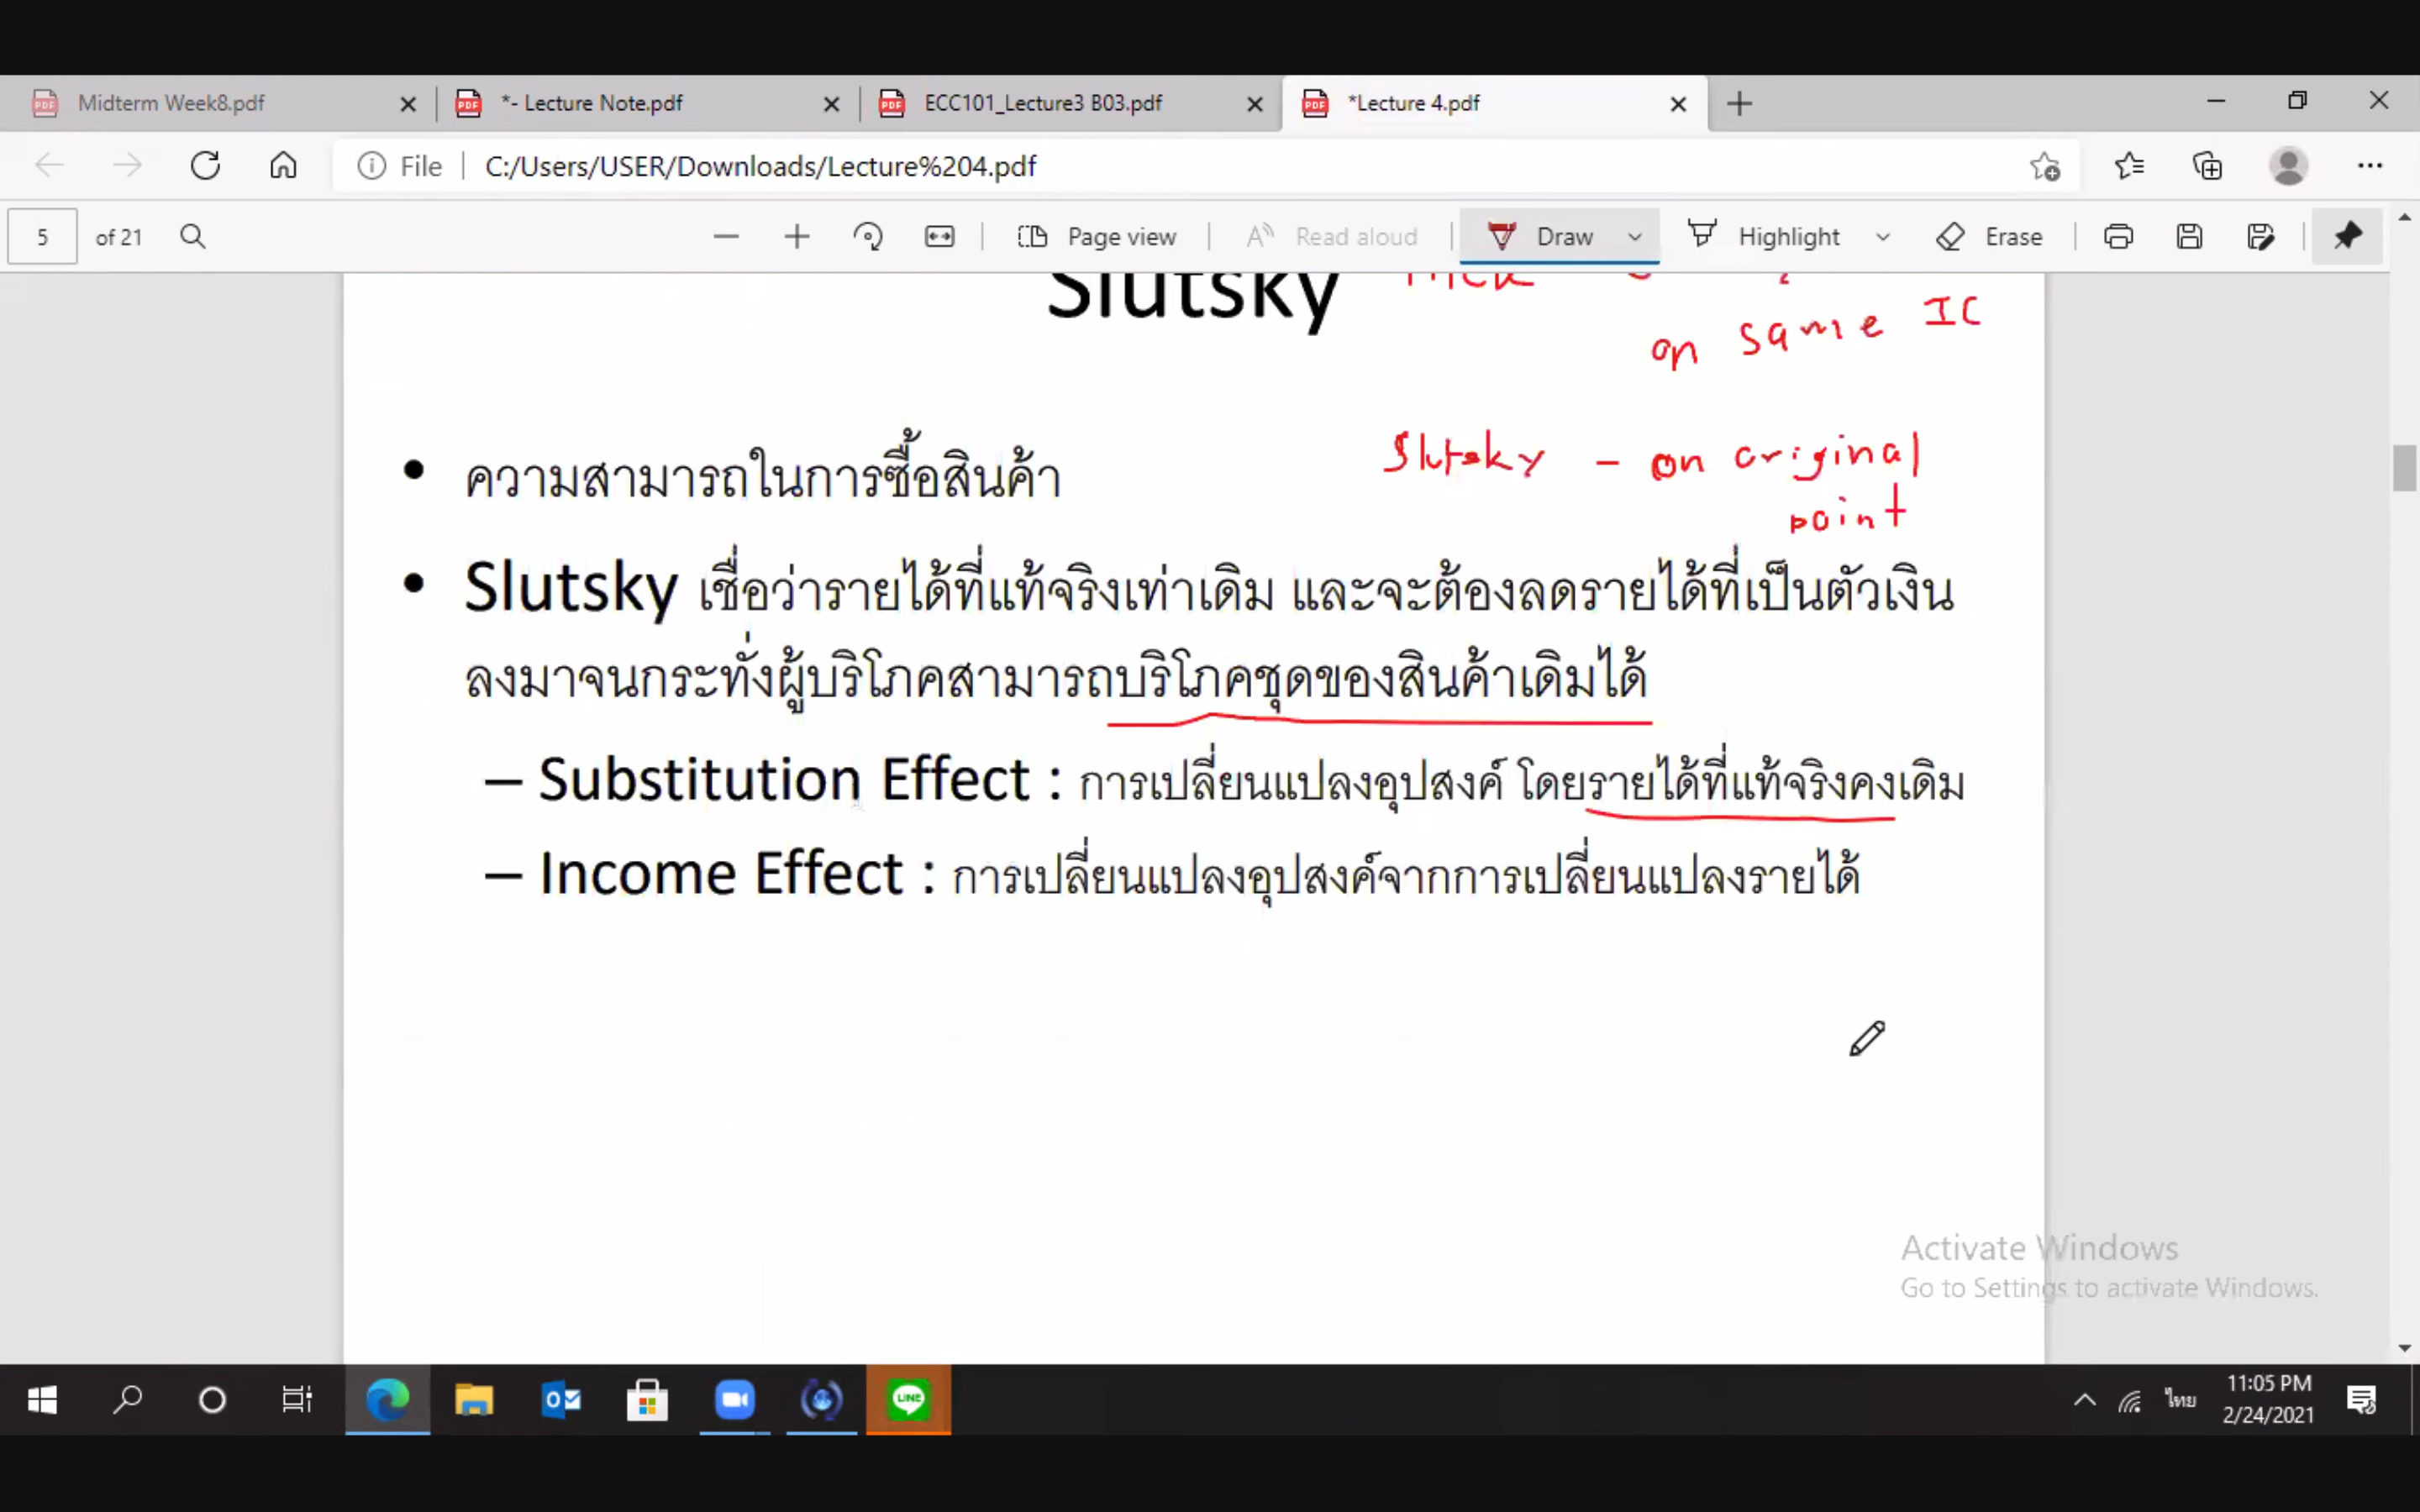 Midterm Week8.pdf
*- Lecture Note.pdf
ECC101_Lecture3 B03.pdf
*Lecture 4.pdf
File
C:/Users/USER/Downloads/Lecture%204.pdf
5 of 21
Page view
Read aloud
Draw
Highlight
Erase
Slutsky
on same IC
• ความสามารถในการซื้อสินค้า
Slutsky - on original
point
• Slutsky เชื่อว่ารายได้ที่แท้จริงเท่าเดิม และจะต้องลดรายได้ที่เป็นตัวเงิน
ลงมาจนกระทั่งผู้บริโภคสามารถบริโภคชุดของสินค้าเดิมได้
– Substitution Effect : การเปลี่ยนแปลงอุปสงค์ โดยรายได้ที่แท้จริงคงเดิม
– Income Effect : การเปลี่ยนแปลงอุปสงค์จากการเปลี่ยนแปลงรายได้
Activate Windows
Go to Settings to activate Windows.
LINE
ไทย
11:05 PM
2/24/2021